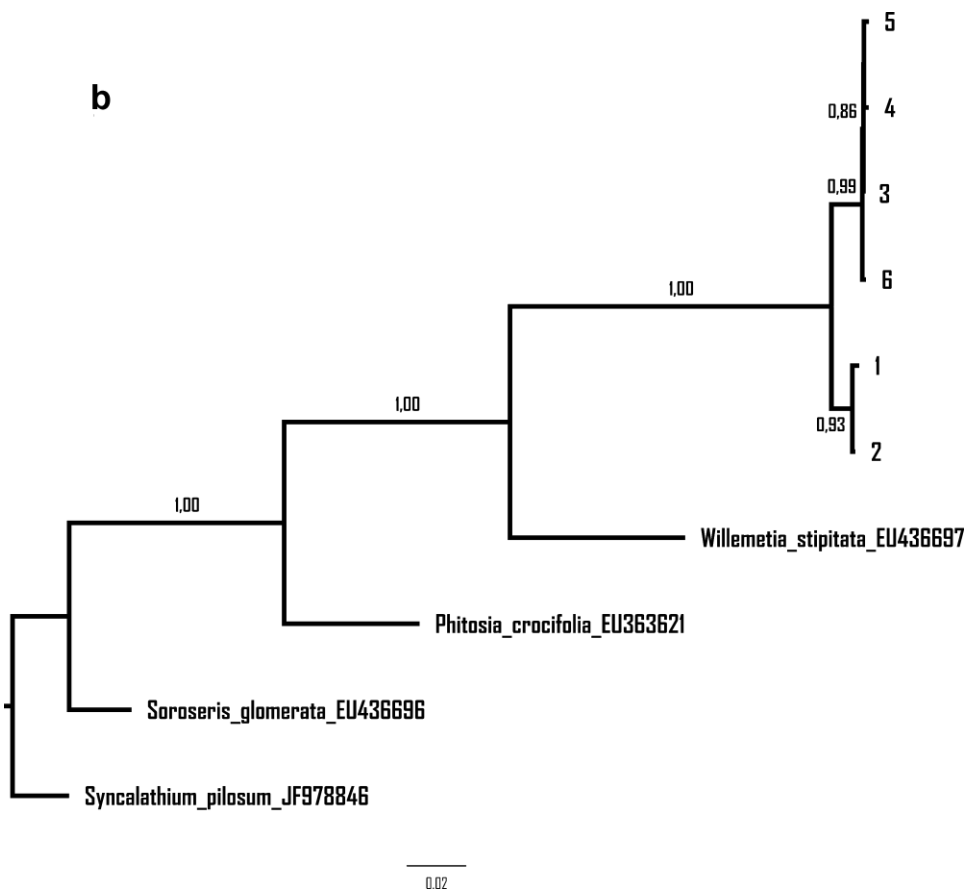 5
b
4
0,86
0,99
3
6
1,00
1
1,00
0,93
2
1,00
Willemetia_stipitata_EU436697
Phitosia_crocifolia_EU363621
Soroseris_glomerata_EU436696
Syncalathium_pilosum_JF978846
0.02